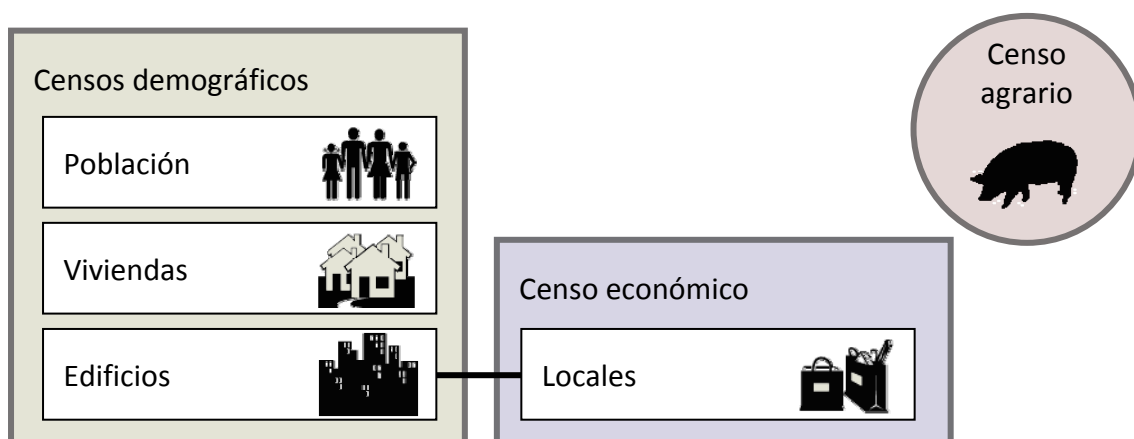 Censos demográficos
Población
Viviendas
Edificios
Censo económico
Locales
Censo
agrario